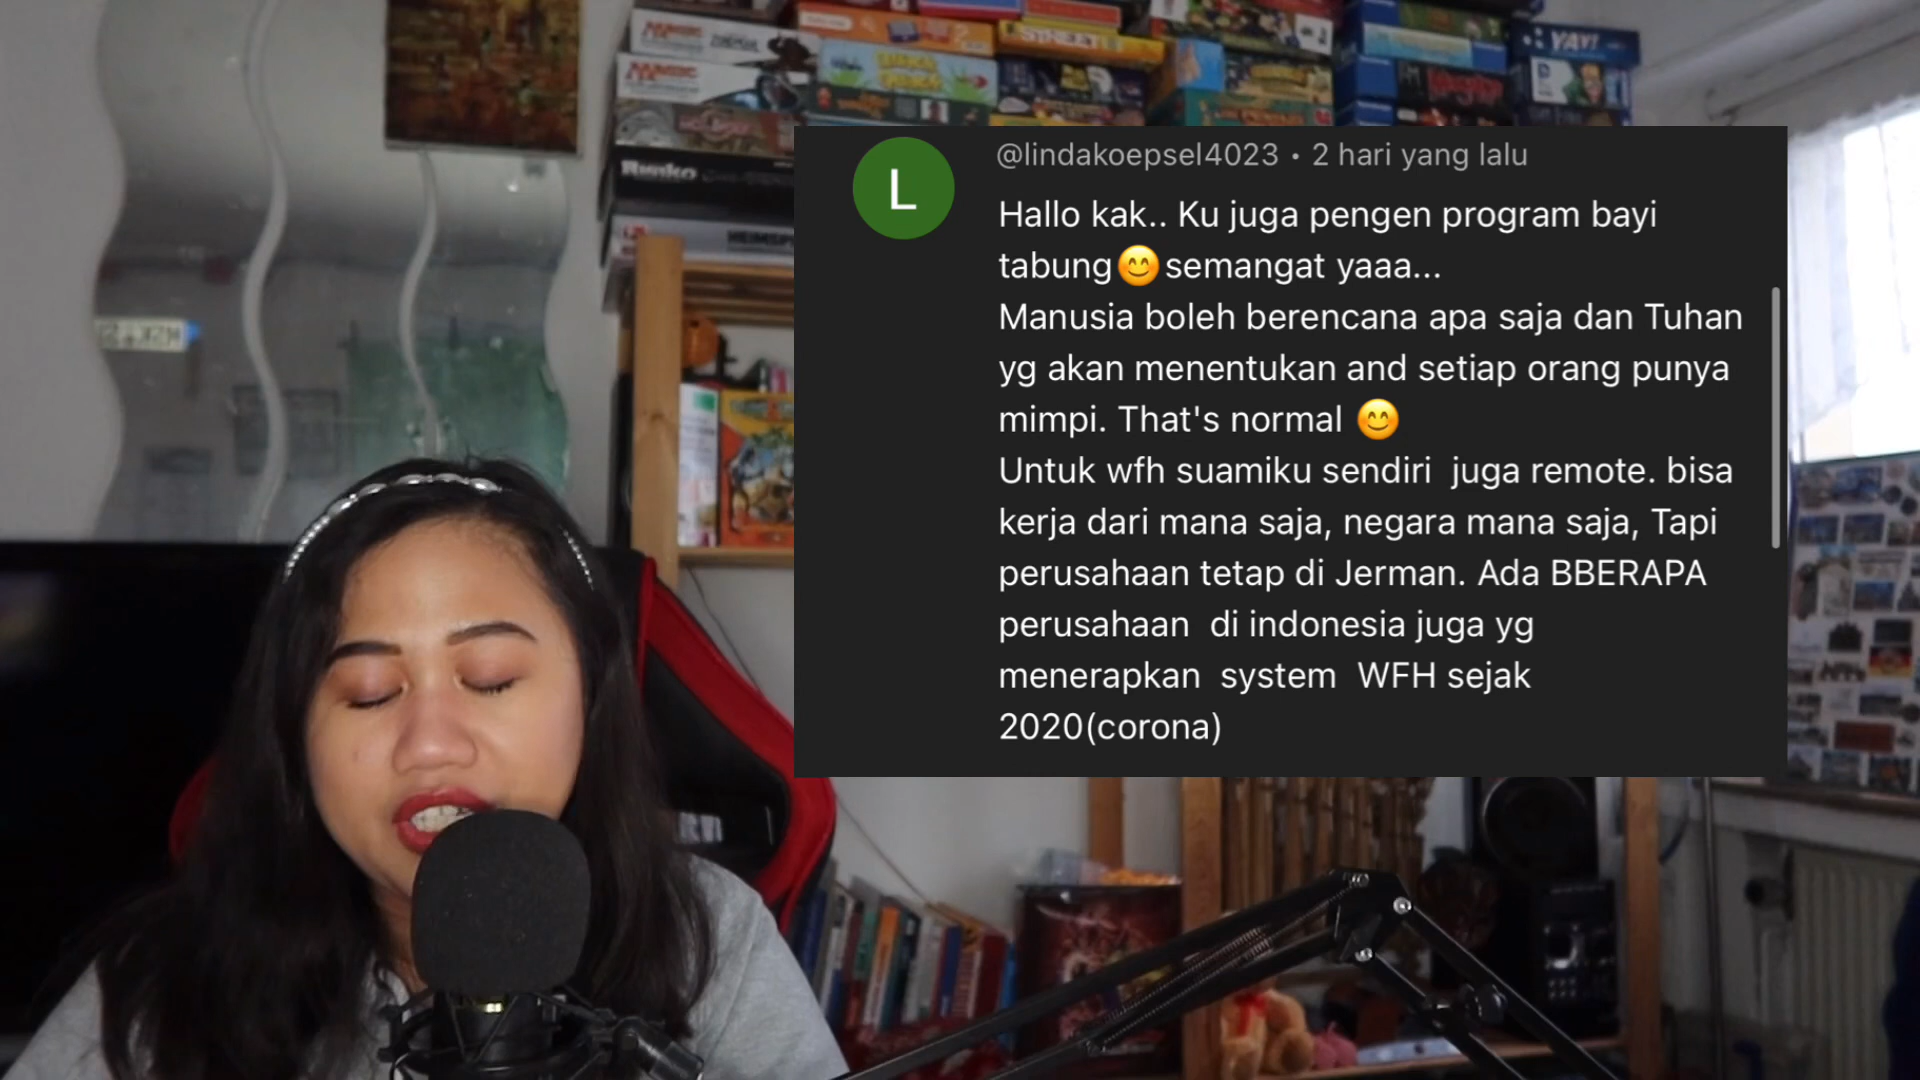 @lindakoepsel4023 • 2 hari yang lalu
L
Hallo kak.. Ku juga pengen program bayi
tabung😊semangat yaaa...
Manusia boleh berencana apa saja dan Tuhan
yg akan menentukan and setiap orang punya
mimpi. That's normal 😊
Untuk wfh suamiku sendiri  juga remote. bisa
kerja dari mana saja, negara mana saja, Tapi
perusahaan tetap di Jerman. Ada BBERAPA
perusahaan  di indonesia juga yg
menerapkan  system  WFH sejak
2020(corona)
YAY!
Risiko